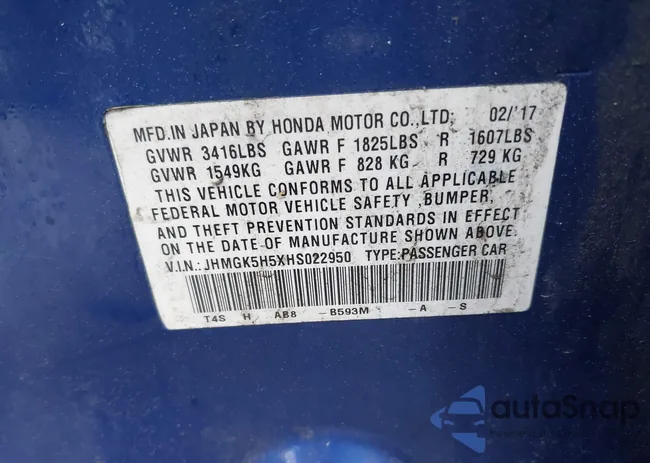 MFD.IN JAPAN BY HONDA MOTOR CO.,LTD; 02/'17
GVWR 3416LBS GAWR F 1825LBS R 1607LBS
GVWR 1549KG GAWR F 828 KG R 729 KG
THIS VEHICLE CONFORMS TO ALL APPLICABLE
FEDERAL MOTOR VEHICLE SAFETY ,BUMPER,
AND THEFT PREVENTION STANDARDS IN EFFECT
ON THE DATE OF MANUFACTURE SHOWN ABOVE.
V.I.N.: JHMGK5H5XHS022950 TYPE:PASSENGER CAR
T4S H AB8 -B593M -A -S
autoSnap